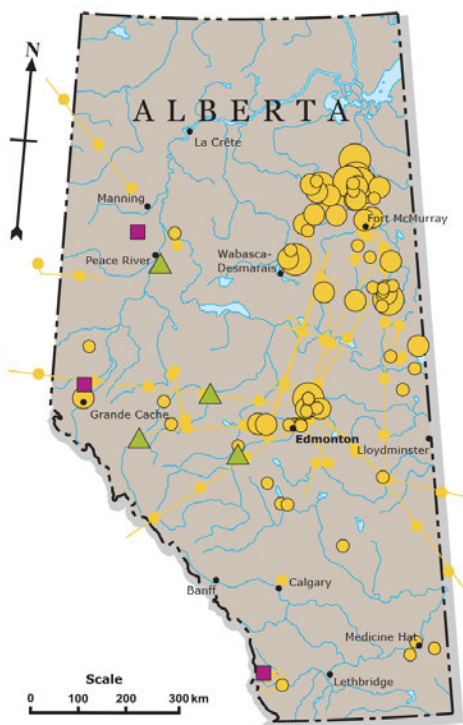 N
ALBERTA
La Crête
Manning
Fort McMurray
Peace River
Wabasca-
Desmarais
Grande Cache
Edmonton
Lloydminster
Banff
Calgary
Medicine Hat
Lethbridge
Scale
0 100 200 300 km